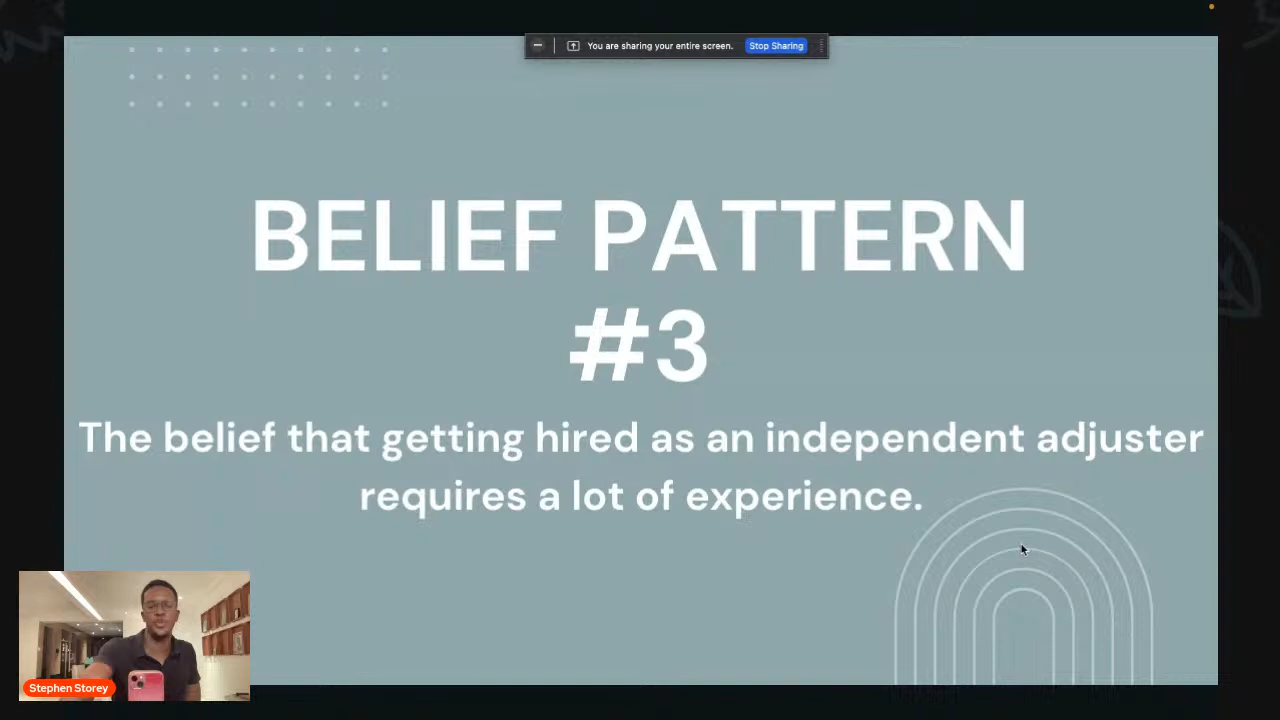 You are sharing your entire screen.
Stop Sharing
BELIEF PATTERN
#3
The belief that getting hired as an independent adjuster
requires a lot of experience.
Stephen Storey